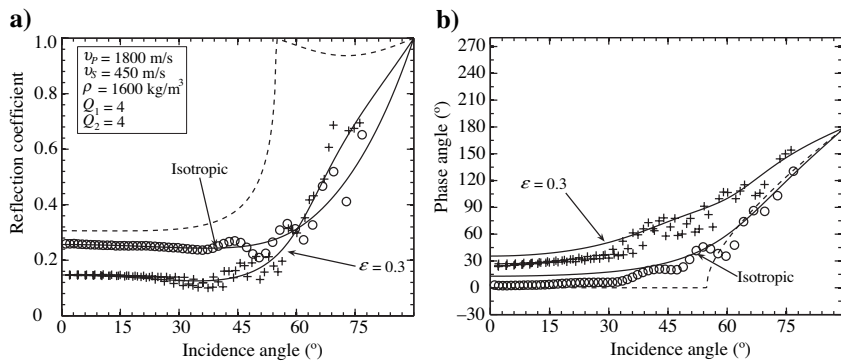 a)
1.0
0.8
0.6
0.4
0.2
0
Reflection coefficient
υP = 1800 m/s
υS = 450 m/s
ρ = 1600 kg/m³
Q1 = 4
Q2 = 4
Isotropic
ε = 0.3
0 15 30 45 60 75
Incidence angle (º)
b)
270
240
210
180
150
120
90
60
30
0
−30
Phase angle (º)
ε = 0.3
Isotropic
0 15 30 45 60 75
Incidence angle (º)